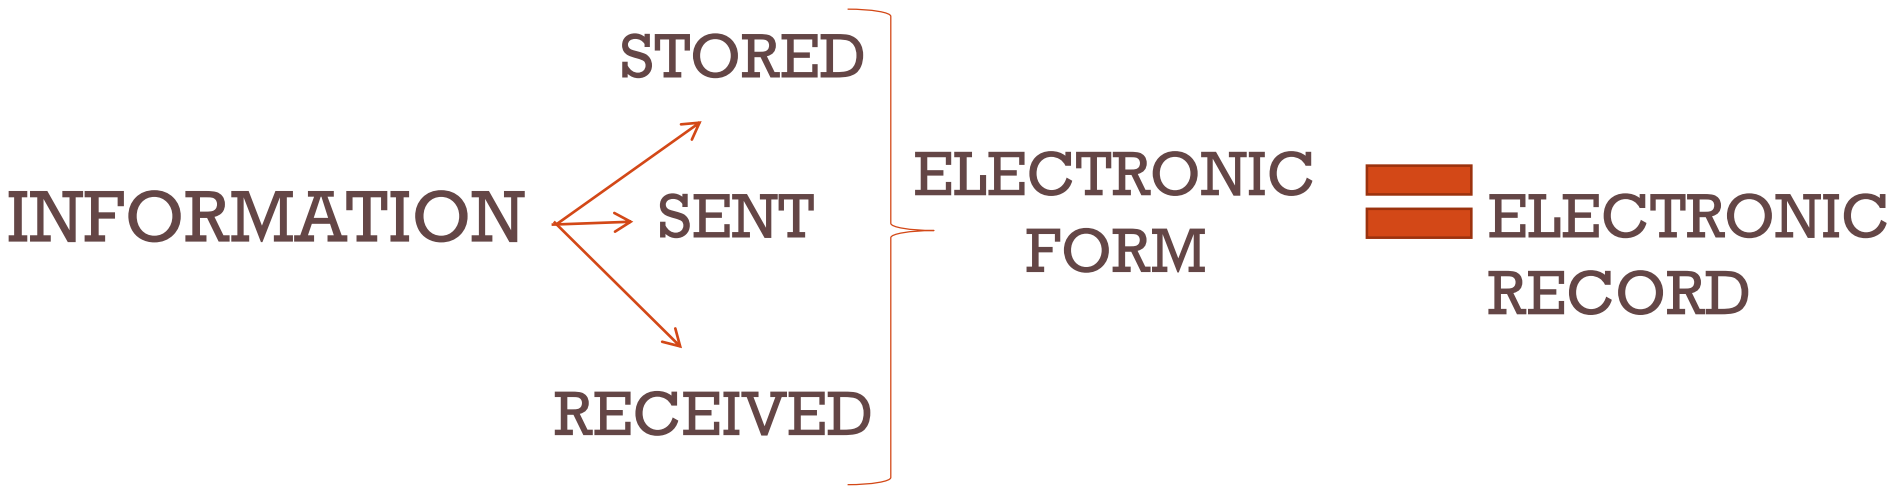 INFORMATION
STORED
SENT
RECEIVED
ELECTRONIC
FORM
ELECTRONIC
RECORD